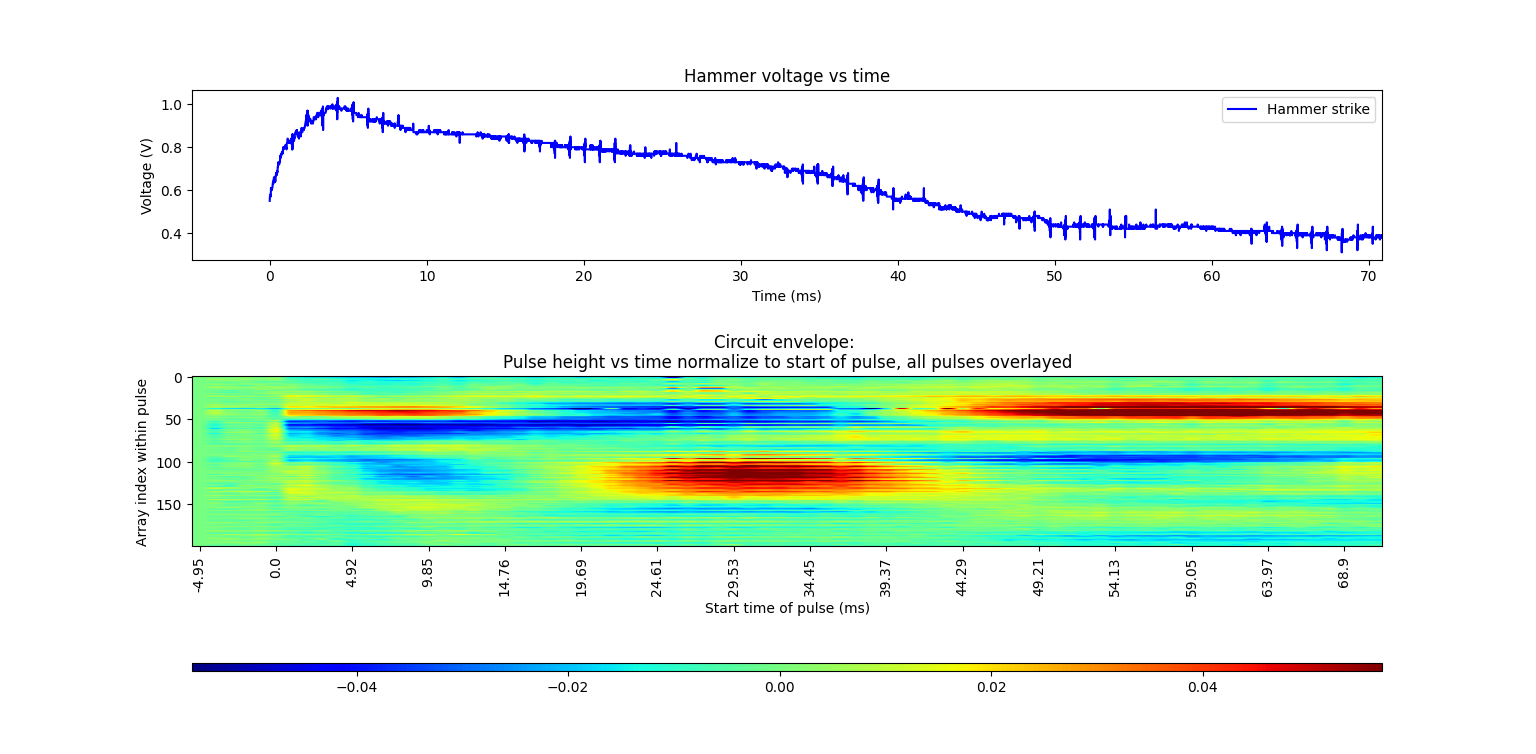 Hammer voltage vs time
Hammer strike
Voltage (V)
1.0
0.8
0.6
0.4
0 10 20 30 40 50 60 70
Time (ms)
Circuit envelope:
Pulse height vs time normalize to start of pulse, all pulses overlayed
Array index within pulse
0
50
100
150
-4.95 0.0 4.92 9.85 14.76 19.69 24.61 29.53 34.45 39.37 44.29 49.21 54.13 59.05 63.97 68.9
Start time of pulse (ms)
−0.04 −0.02 0.00 0.02 0.04